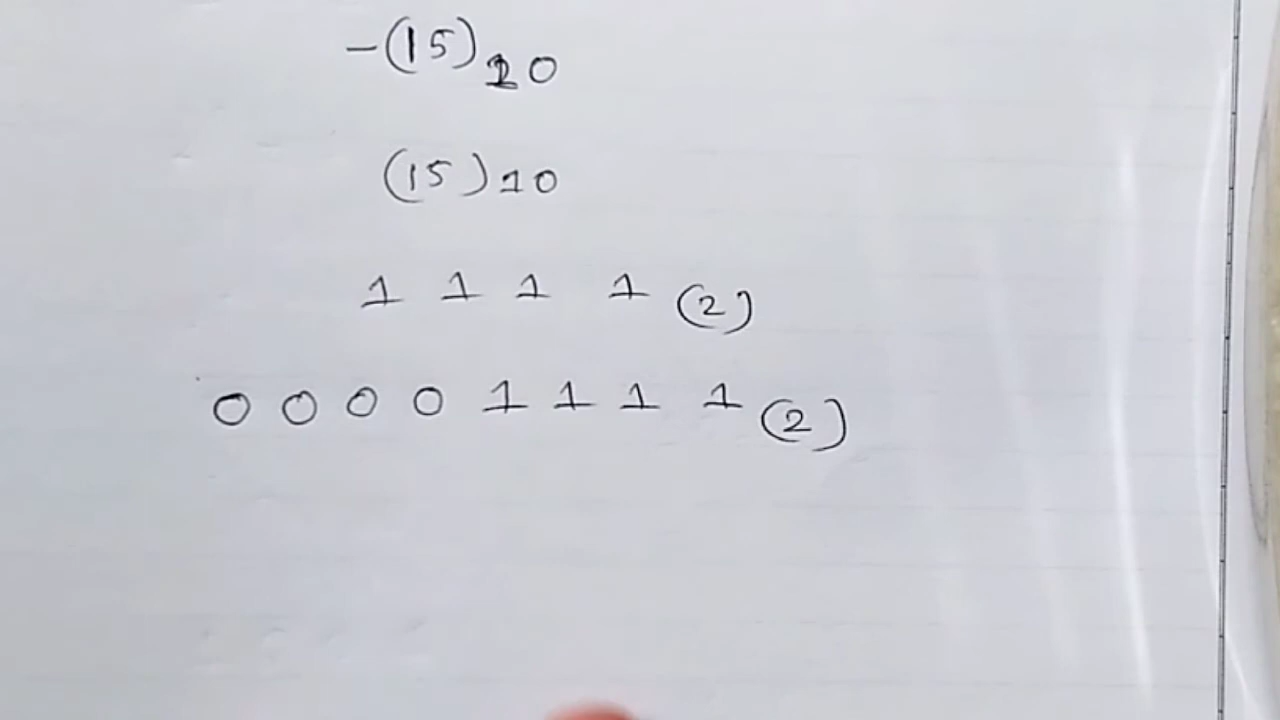 -(15)10
(15)10
1 1 1 1 (2)
0 0 0 0 1 1 1 1 (2)